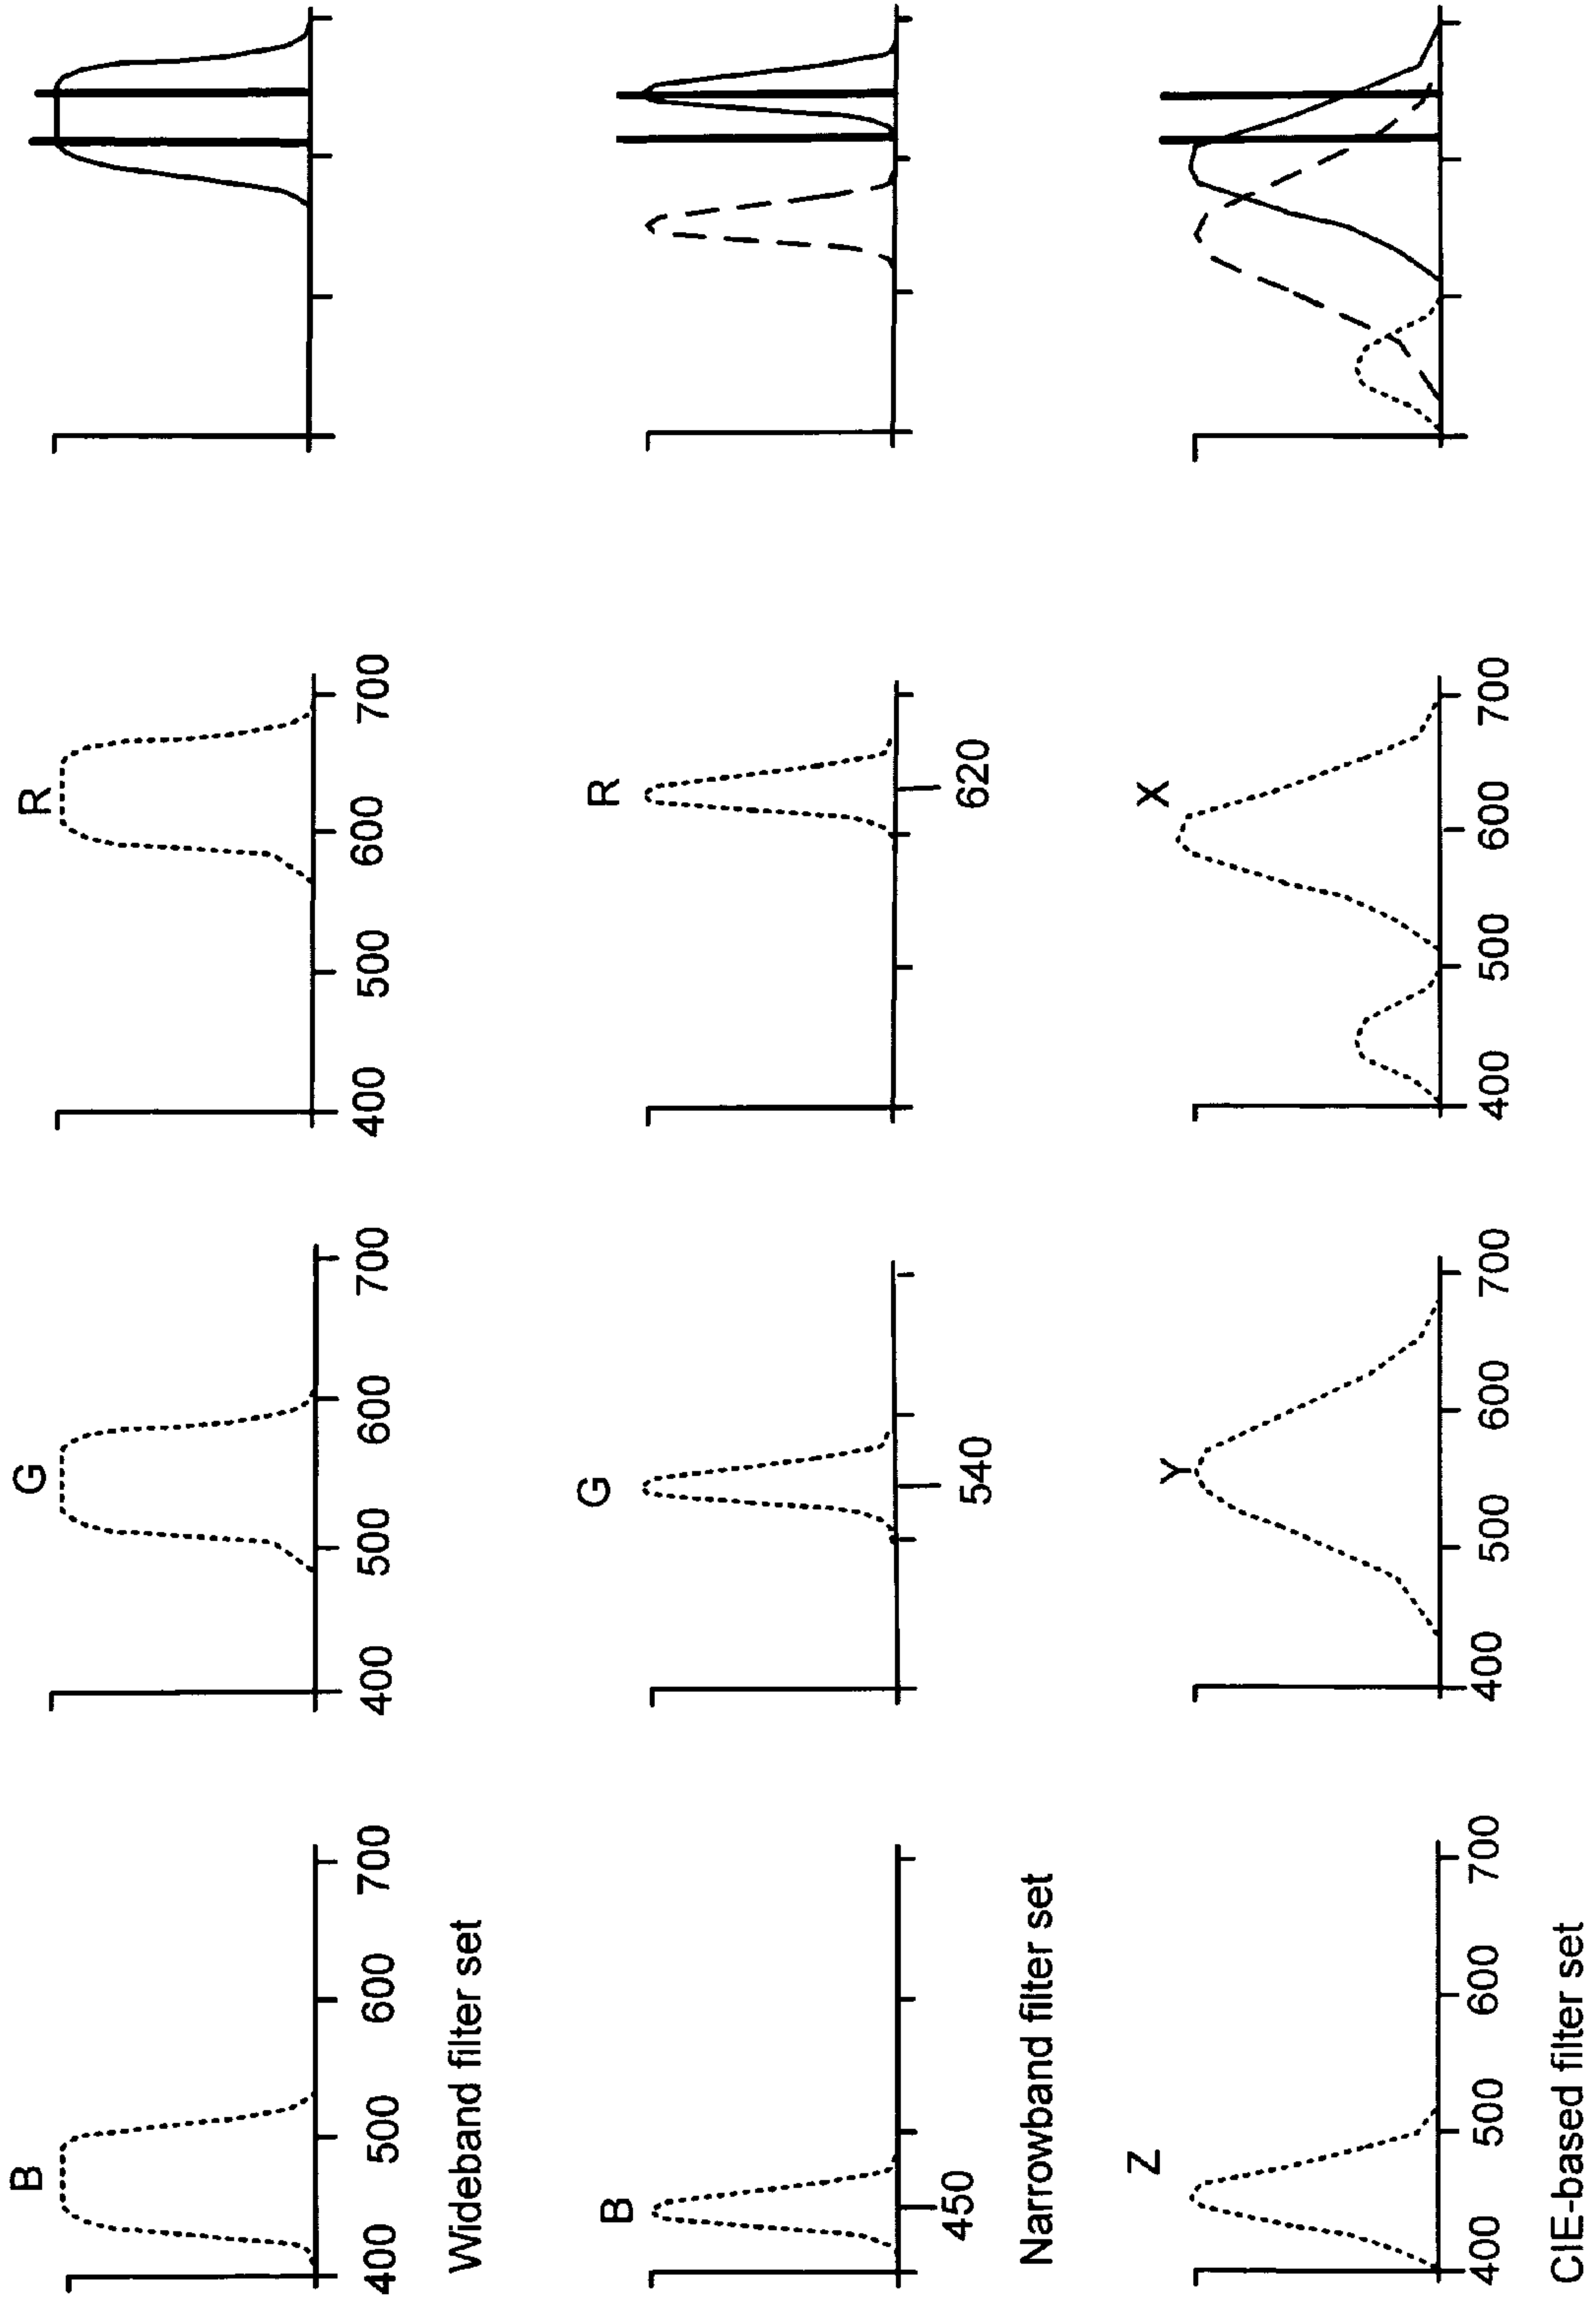 B
G
R
400 500 600 700
400 500 600 700
400 500 600 700
Wideband filter set
B
G
R
450
540
620
Narrowband filter set
Z
Y
X
400 500 600 700
400 500 600 700
400 500 600 700
CIE-based filter set